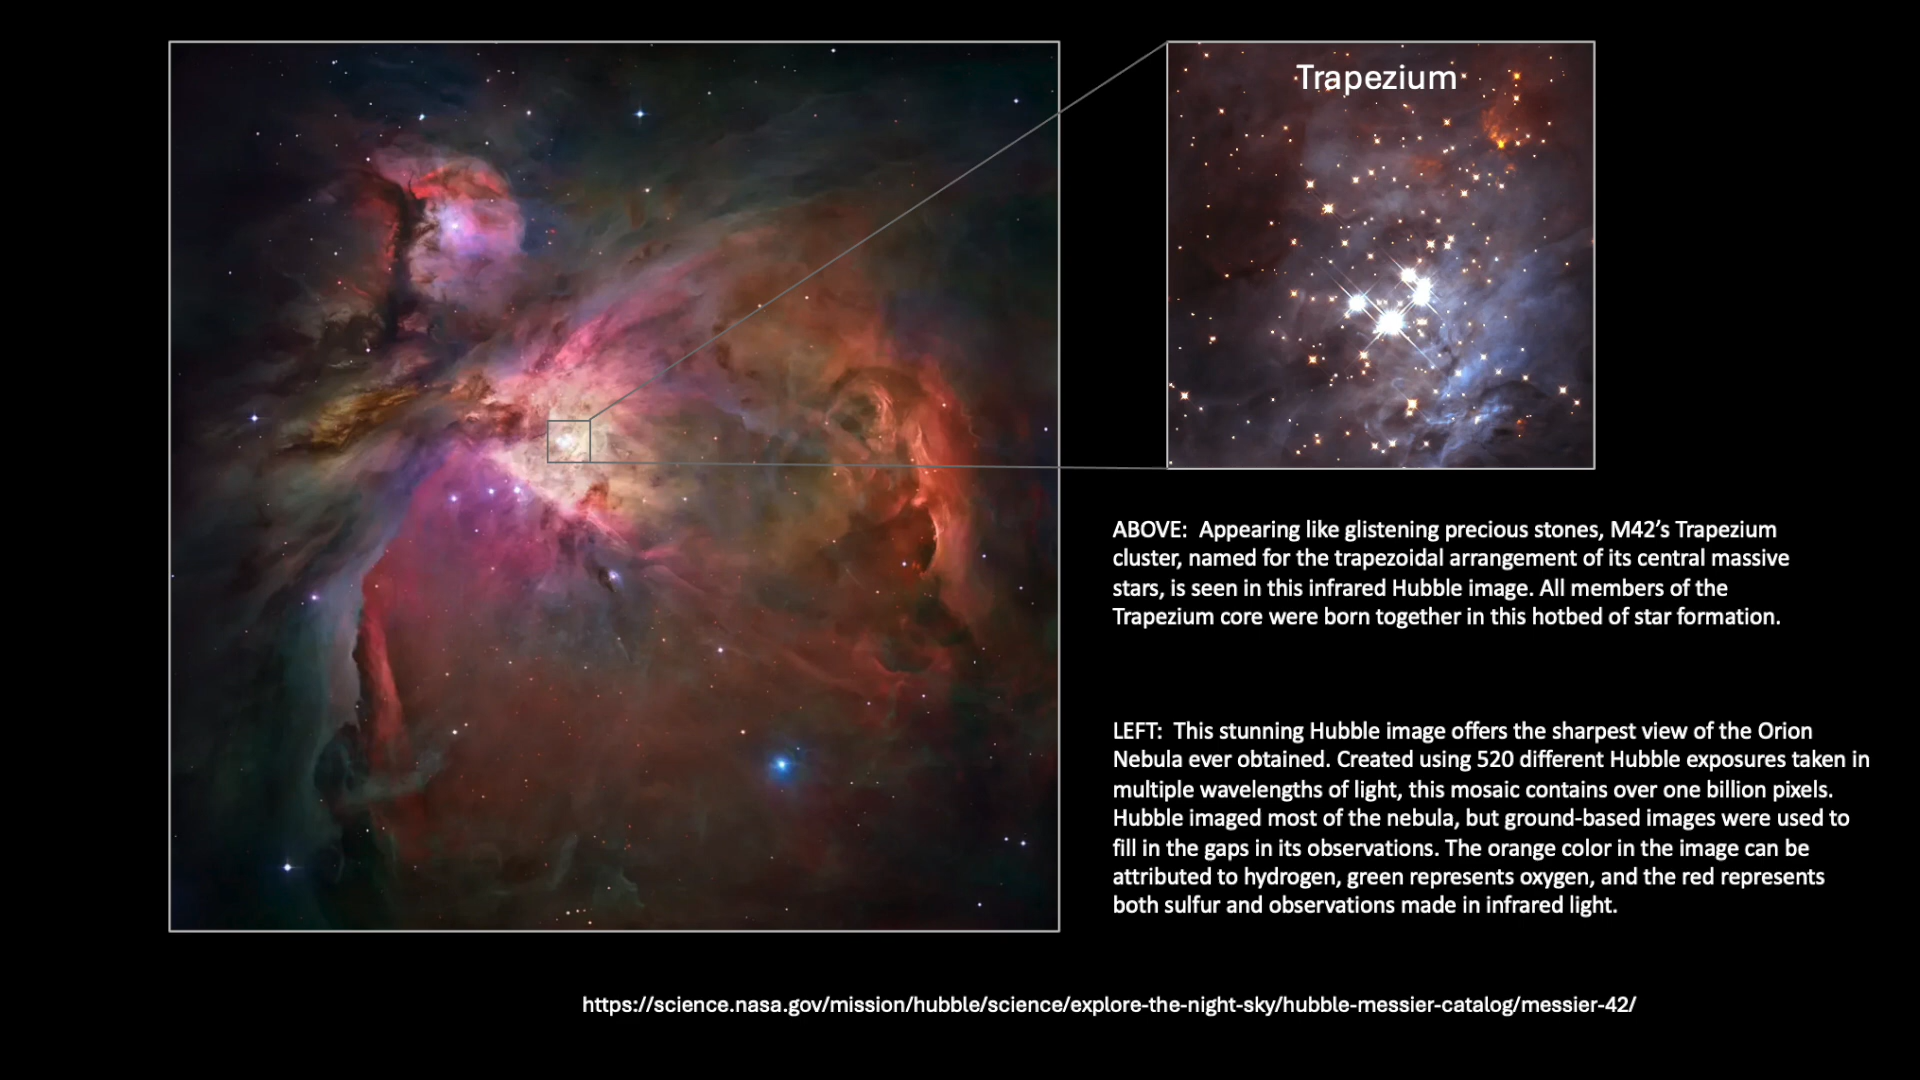 Trapezium
ABOVE:  Appearing like glistening precious stones, M42’s Trapezium
cluster, named for the trapezoidal arrangement of its central massive
stars, is seen in this infrared Hubble image. All members of the
Trapezium core were born together in this hotbed of star formation.
LEFT:  This stunning Hubble image offers the sharpest view of the Orion
Nebula ever obtained. Created using 520 different Hubble exposures taken in
multiple wavelengths of light, this mosaic contains over one billion pixels.
Hubble imaged most of the nebula, but ground-based images were used to
fill in the gaps in its observations. The orange color in the image can be
attributed to hydrogen, green represents oxygen, and the red represents
both sulfur and observations made in infrared light.
https://science.nasa.gov/mission/hubble/science/explore-the-night-sky/hubble-messier-catalog/messier-42/